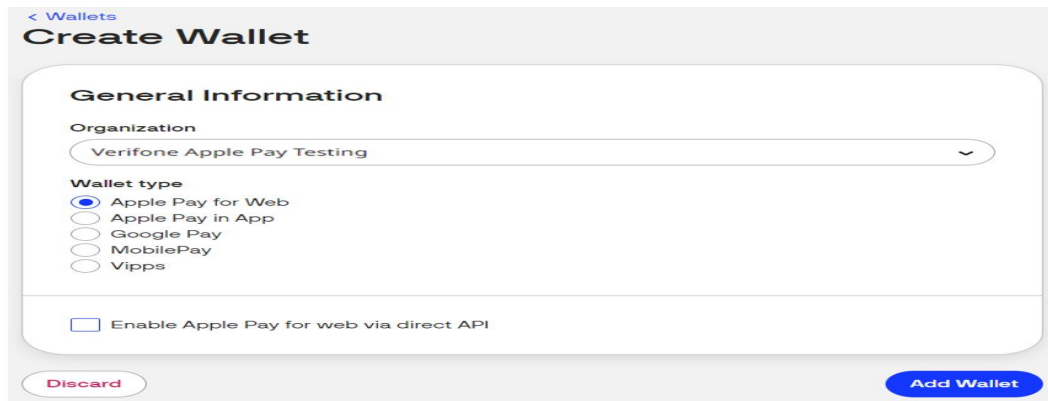 < Wallets
Create Wallet
General Information
Organization
Verifone Apple Pay Testing
Wallet type
Apple Pay for Web
Apple Pay in App
Google Pay
MobilePay
Vipps
Enable Apple Pay for web via direct API
Discard
Add Wallet